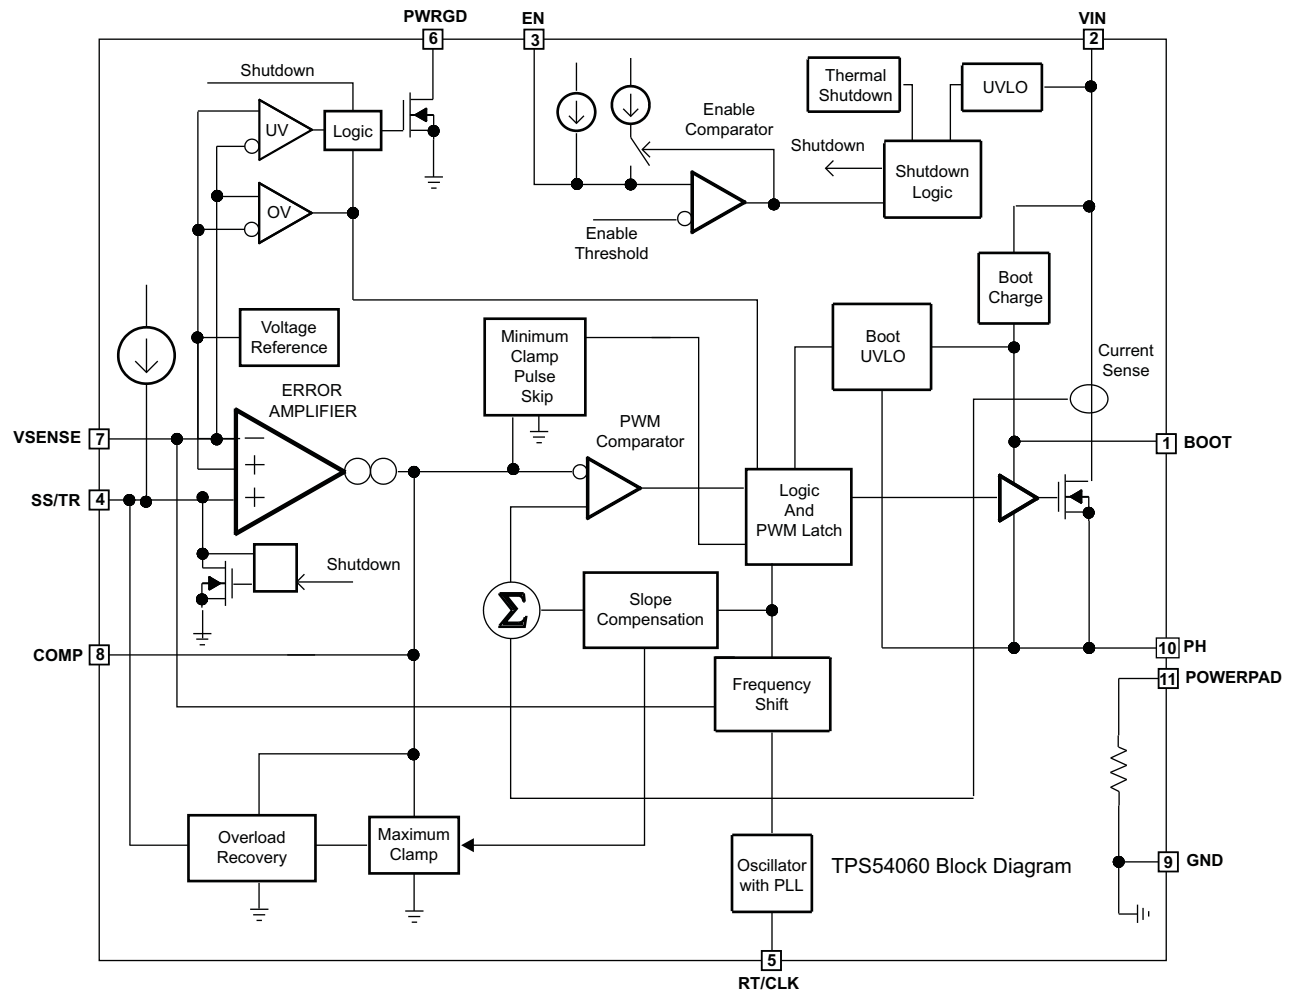 PWRGD
EN
VIN
6
3
2
Shutdown
UV
Logic
OV
Enable
Comparator
Enable
Threshold
Thermal
Shutdown
UVLO
Shutdown
Shutdown
Logic
Boot
Charge
Voltage
Reference
Minimum
Clamp
Pulse
Skip
Boot
UVLO
Current
Sense
ERROR
AMPLIFIER
PWM
Comparator
VSENSE
7
−
+
+
1
BOOT
SS/TR
4
Logic
And
PWM Latch
Shutdown
Σ
Slope
Compensation
COMP
8
10
PH
11
POWERPAD
Frequency
Shift
Overload
Recovery
Maximum
Clamp
Oscillator
with PLL
TPS54060 Block Diagram
9
GND
5
RT/CLK